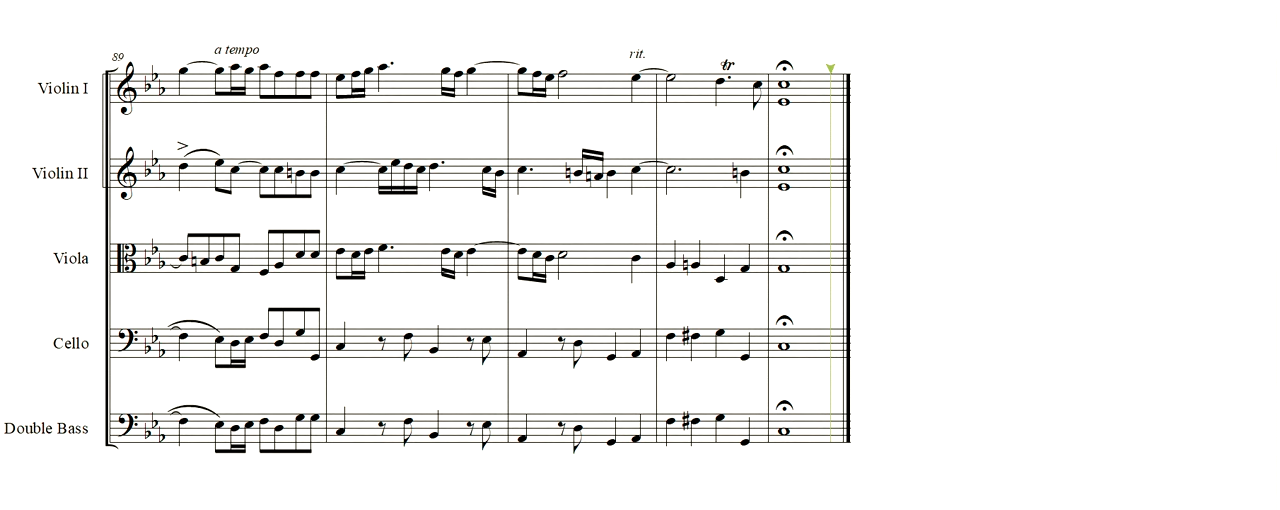 89
a tempo
rit.
tr
Violin I
Violin II
Viola
Cello
Double Bass